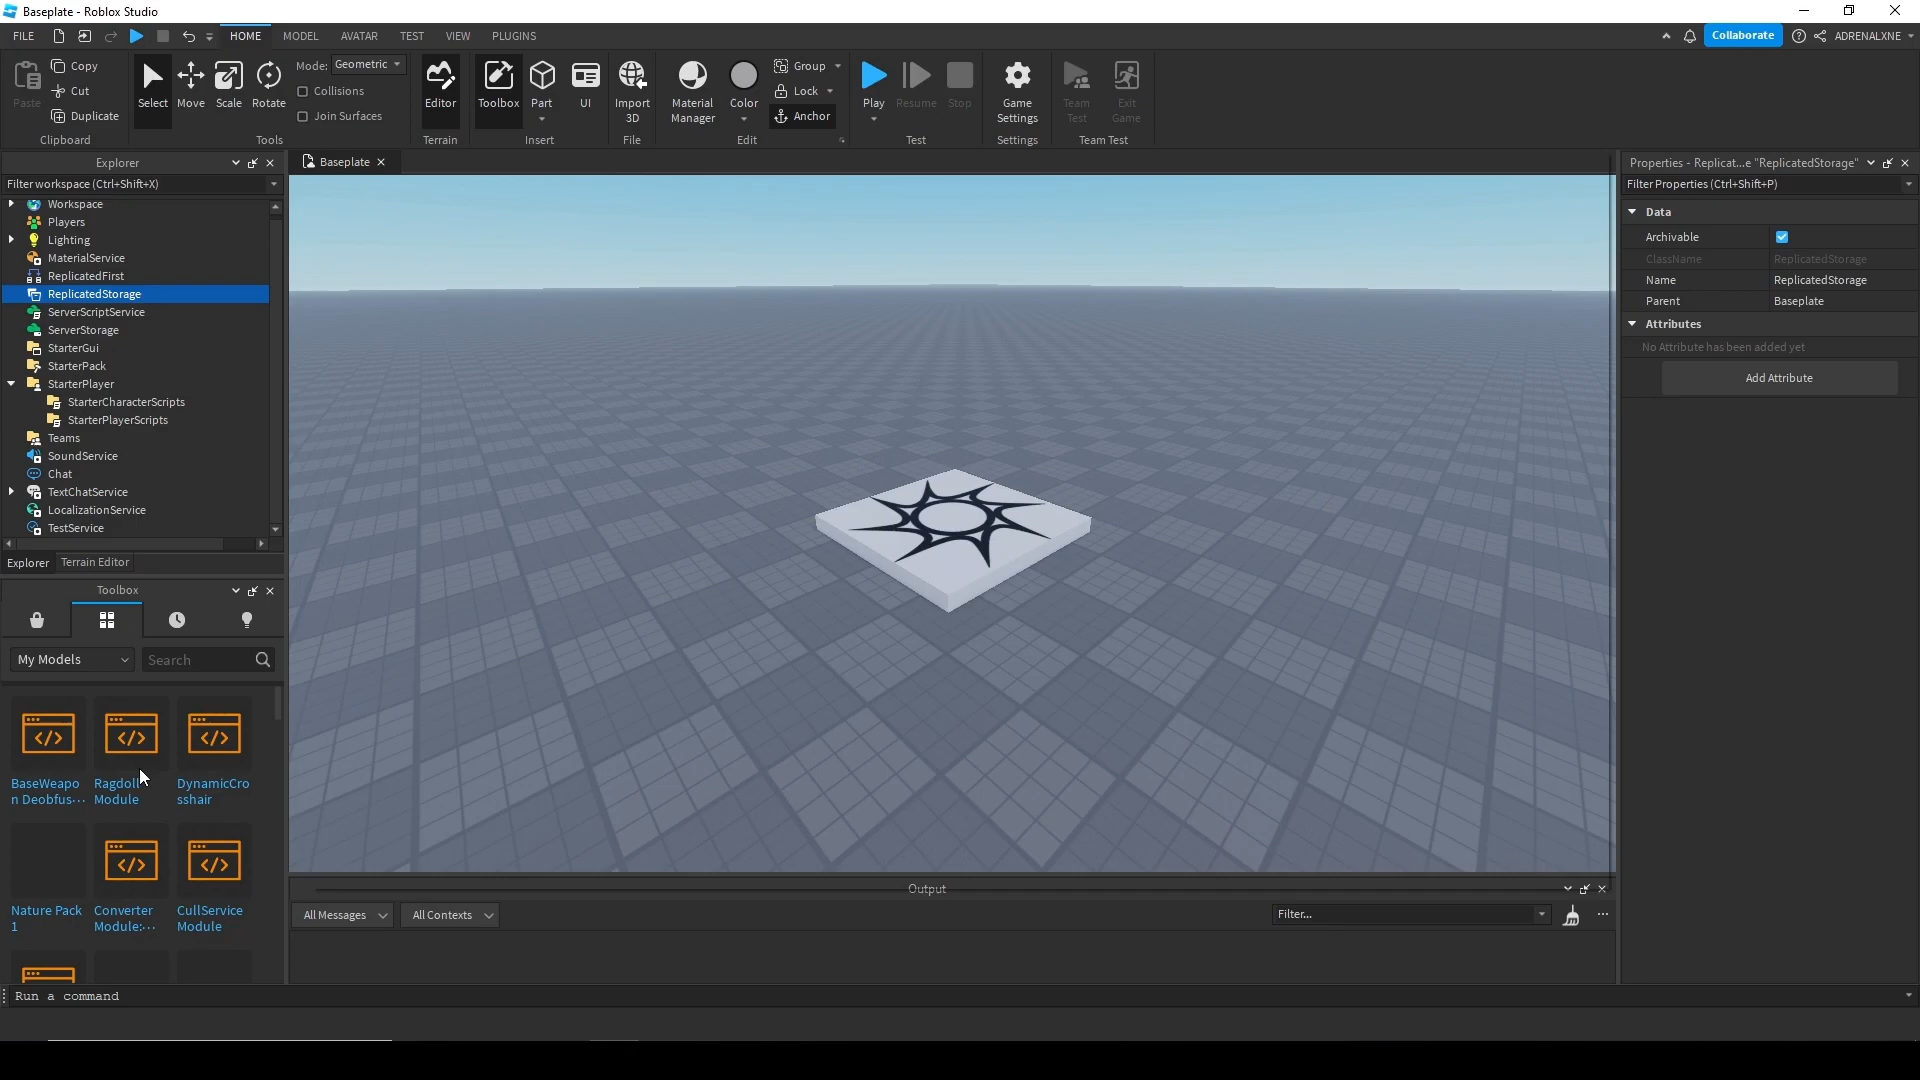 Baseplate - Roblox Studio
FILE HOME MODEL AVATAR TEST VIEW PLUGINS Collaborate ADRENALXNE
Paste
Copy
Cut
Duplicate
Clipboard
Select
Move
Scale
Rotate
Mode: Geometric
Collisions
Join Surfaces
Tools
Editor
Terrain
Toolbox
Part
UI
Insert
Import
3D
File
Material
Manager
Color
Group
Lock
Anchor
Edit
Play
Resume
Stop
Test
Game
Settings
Settings
Team
Test
Exit
Game
Team Test
Explorer
Filter workspace (Ctrl+Shift+X)
Workspace
Players
Lighting
MaterialService
ReplicatedFirst
ReplicatedStorage
ServerScriptService
ServerStorage
StarterGui
StarterPack
StarterPlayer
StarterCharacterScripts
StarterPlayerScripts
Teams
SoundService
Chat
TextChatService
LocalizationService
TestService
Explorer Terrain Editor
Toolbox
My Models Search
BaseWeapo
n Deobfus...
Ragdoll
Module
DynamicCro
sshair
Nature Pack
1
Converter
Module:...
CullService
Module
Baseplate
Output
All Messages All Contexts Filter...
Run a command
Properties - Replicat...e "ReplicatedStorage"
Filter Properties (Ctrl+Shift+P)
Data
Archivable
ClassName ReplicatedStorage
Name ReplicatedStorage
Parent Baseplate
Attributes
No Attribute has been added yet
Add Attribute